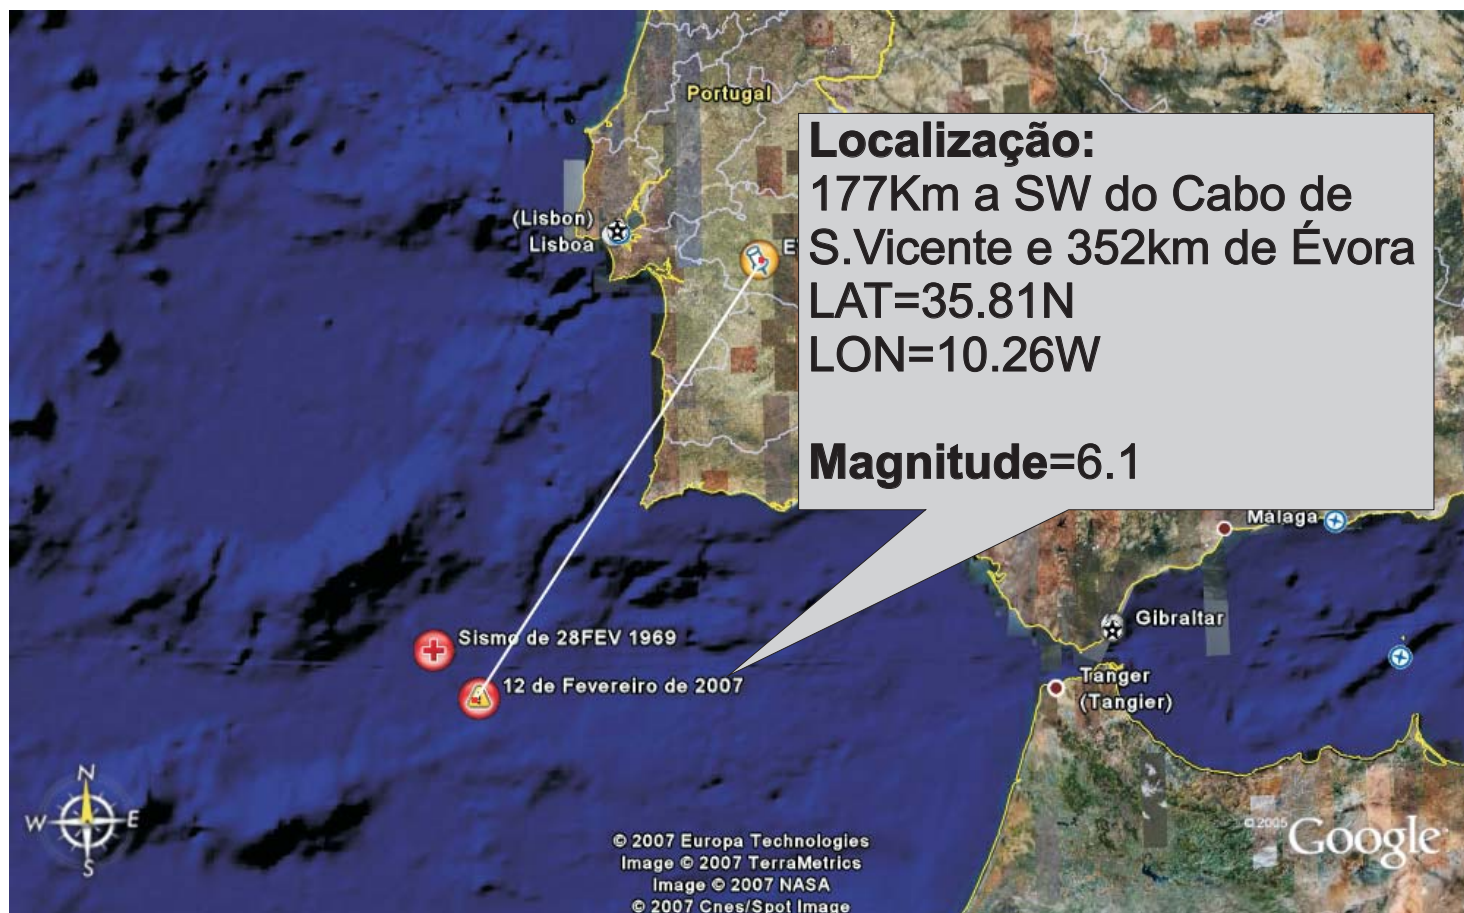 Portugal
Localização:
177Km a SW do Cabo de
S.Vicente e 352km de Évora
LAT=35.81N
LON=10.26W
Magnitude=6.1
(Lisbon)
Lisboa
Málaga
Gibraltar
Tanger
(Tangier)
Sismo de 28FEV 1969
12 de Fevereiro de 2007
N
W E
S
© 2007 Europa Technologies
Image © 2007 TerraMetrics
Image © 2007 NASA
© 2007 Cnes/Spot Image
© 2005 Google